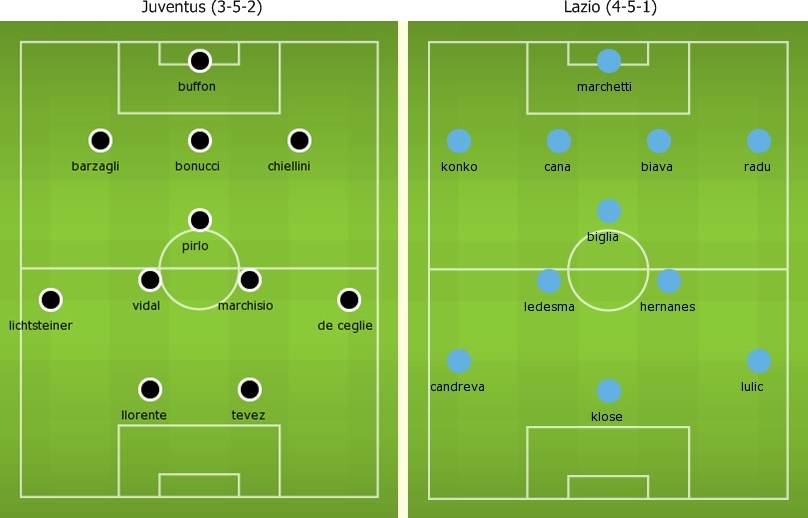 Juventus (3-5-2)
buffon
barzagli bonucci chiellini
pirlo
vidal marchisio
lichtsteiner de ceglie
llorente tevez
Lazio (4-5-1)
marchetti
konko cana biava radu
biglia
ledesma hernanes
candreva lulic
klose